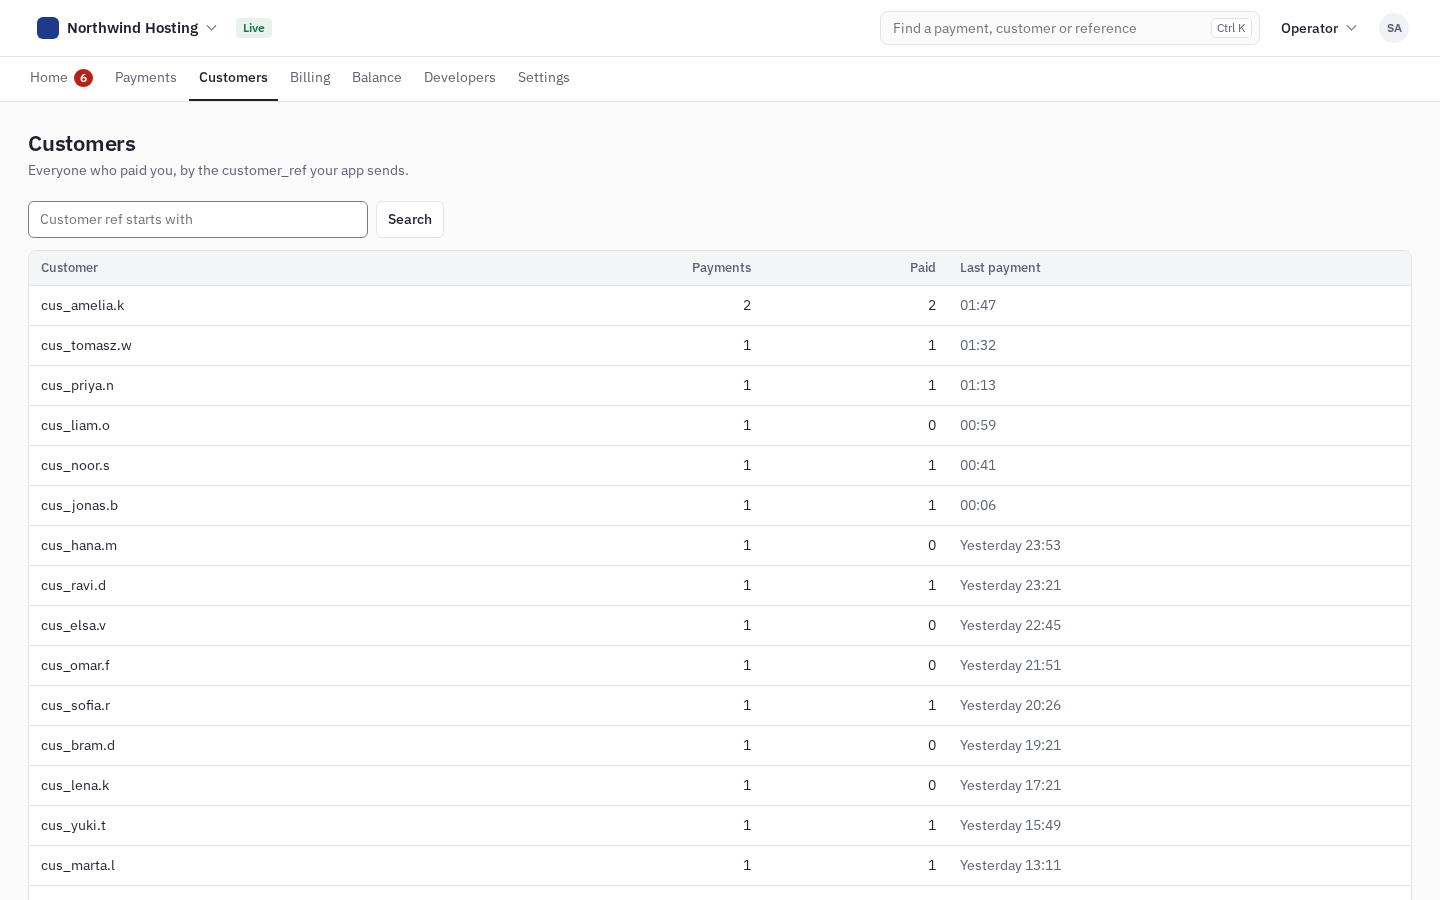 Northwind Hosting Live Find a payment, customer or reference Ctrl K Operator SA
Home 6 Payments Customers Billing Balance Developers Settings
Customers
Everyone who paid you, by the customer_ref your app sends.
Customer ref starts with Search
Customer Payments Paid Last payment
cus_amelia.k 2 2 01:47
cus_tomasz.w 1 1 01:32
cus_priya.n 1 1 01:13
cus_liam.o 1 0 00:59
cus_noor.s 1 1 00:41
cus_jonas.b 1 1 00:06
cus_hana.m 1 0 Yesterday 23:53
cus_ravi.d 1 1 Yesterday 23:21
cus_elsa.v 1 0 Yesterday 22:45
cus_omar.f 1 0 Yesterday 21:51
cus_sofia.r 1 1 Yesterday 20:26
cus_bram.d 1 0 Yesterday 19:21
cus_lena.k 1 0 Yesterday 17:21
cus_yuki.t 1 1 Yesterday 15:49
cus_marta.l 1 1 Yesterday 13:11